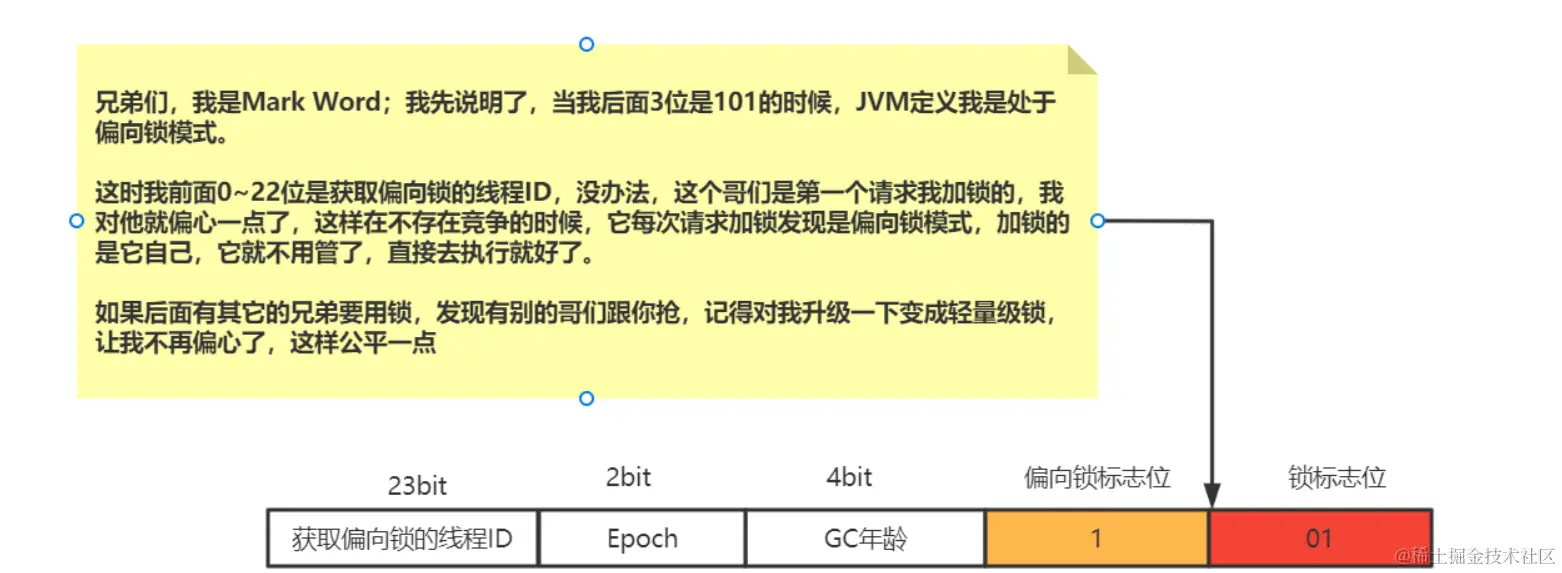 兄弟们，我是Mark Word；我先说明了，当我后面3位是101的时候，JVM定义我是处于
偏向锁模式。
这时我前面0~22位是获取偏向锁的线程ID，没办法，这个哥们是第一个请求我加锁的，我
对他就偏心一点了，这样在不存在竞争的时候，它每次请求加锁发现是偏向锁模式，加锁的
是它自己，它就不用管了，直接去执行就好了。
如果后面有其它的兄弟要用锁，发现有别的哥们跟你抢，记得对我升级一下变成轻量级锁，
让我不再偏心了，这样公平一点
23bit 2bit 4bit 偏向锁标志位 锁标志位
获取偏向锁的线程ID Epoch GC年龄 1 01
@稀土掘金技术社区